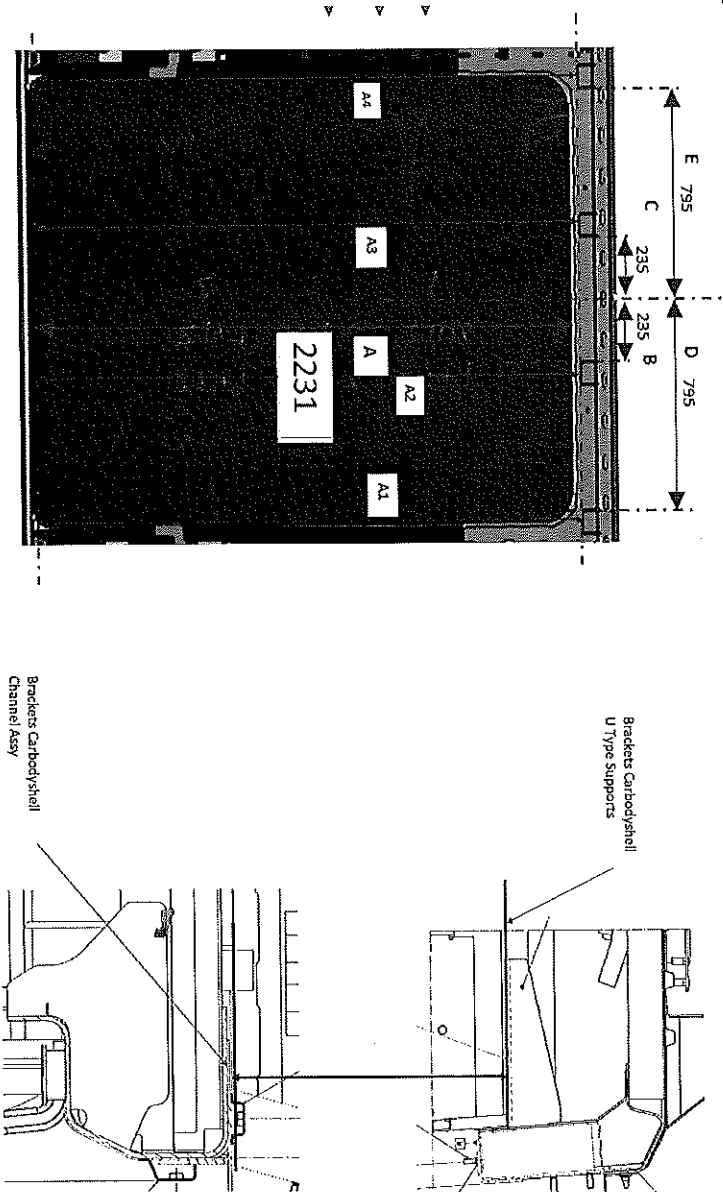 E 795
D 795
C
235
235
B
A4
A3
A
A2
A1
2231
Brackets Carbodyshell
U Type Supports
Brackets Carbodyshell
Channel Assy